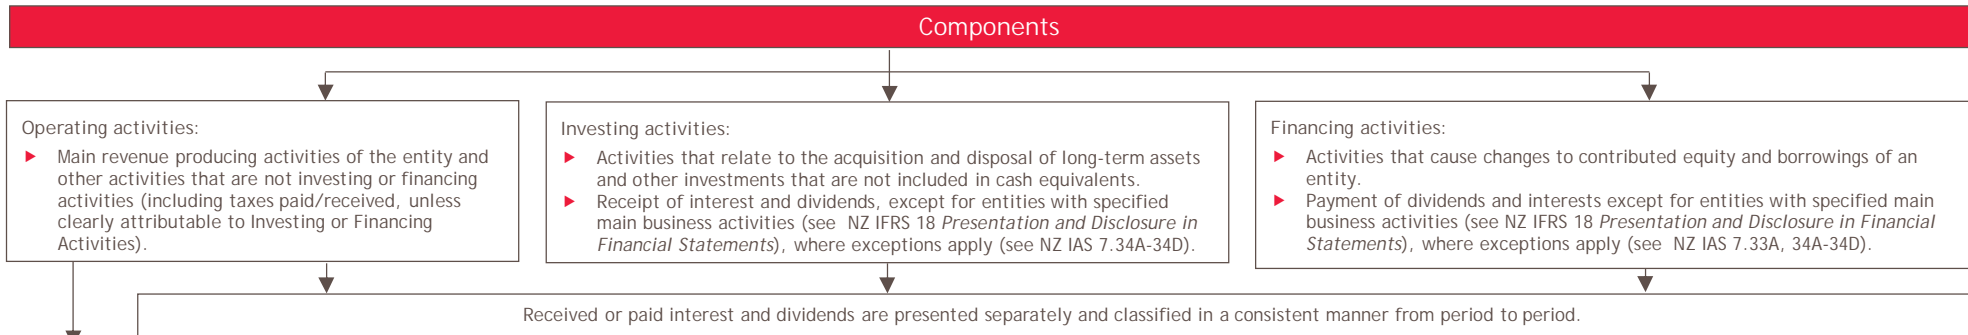 Components
Operating activities:
Main revenue producing activities of the entity and
other activities that are not investing or financing
activities (including taxes paid/received, unless
clearly attributable to Investing or Financing
Activities).
Investing activities:
Activities that relate to the acquisition and disposal of long-term assets
and other investments that are not included in cash equivalents.
Receipt of interest and dividends, except for entities with specified
main business activities (see NZ IFRS 18 Presentation and Disclosure in
Financial Statements), where exceptions apply (see NZ IAS 7.34A-34D).
Financing activities:
Activities that cause changes to contributed equity and borrowings of an
entity.
Payment of dividends and interests except for entities with specified main
business activities (see NZ IFRS 18 Presentation and Disclosure in Financial
Statements), where exceptions apply (see NZ IAS 7.33A, 34A-34D).
Received or paid interest and dividends are presented separately and classified in a consistent manner from period to period.